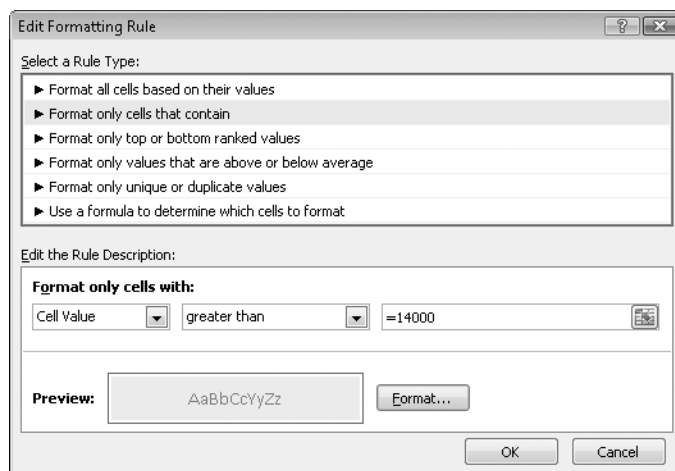 Edit Formatting Rule
Select a Rule Type:
► Format all cells based on their values
► Format only cells that contain
► Format only top or bottom ranked values
► Format only values that are above or below average
► Format only unique or duplicate values
► Use a formula to determine which cells to format
Edit the Rule Description:
Format only cells with:
Cell Value greater than =14000
Preview: AaBbCcYyZz Format...
OK Cancel